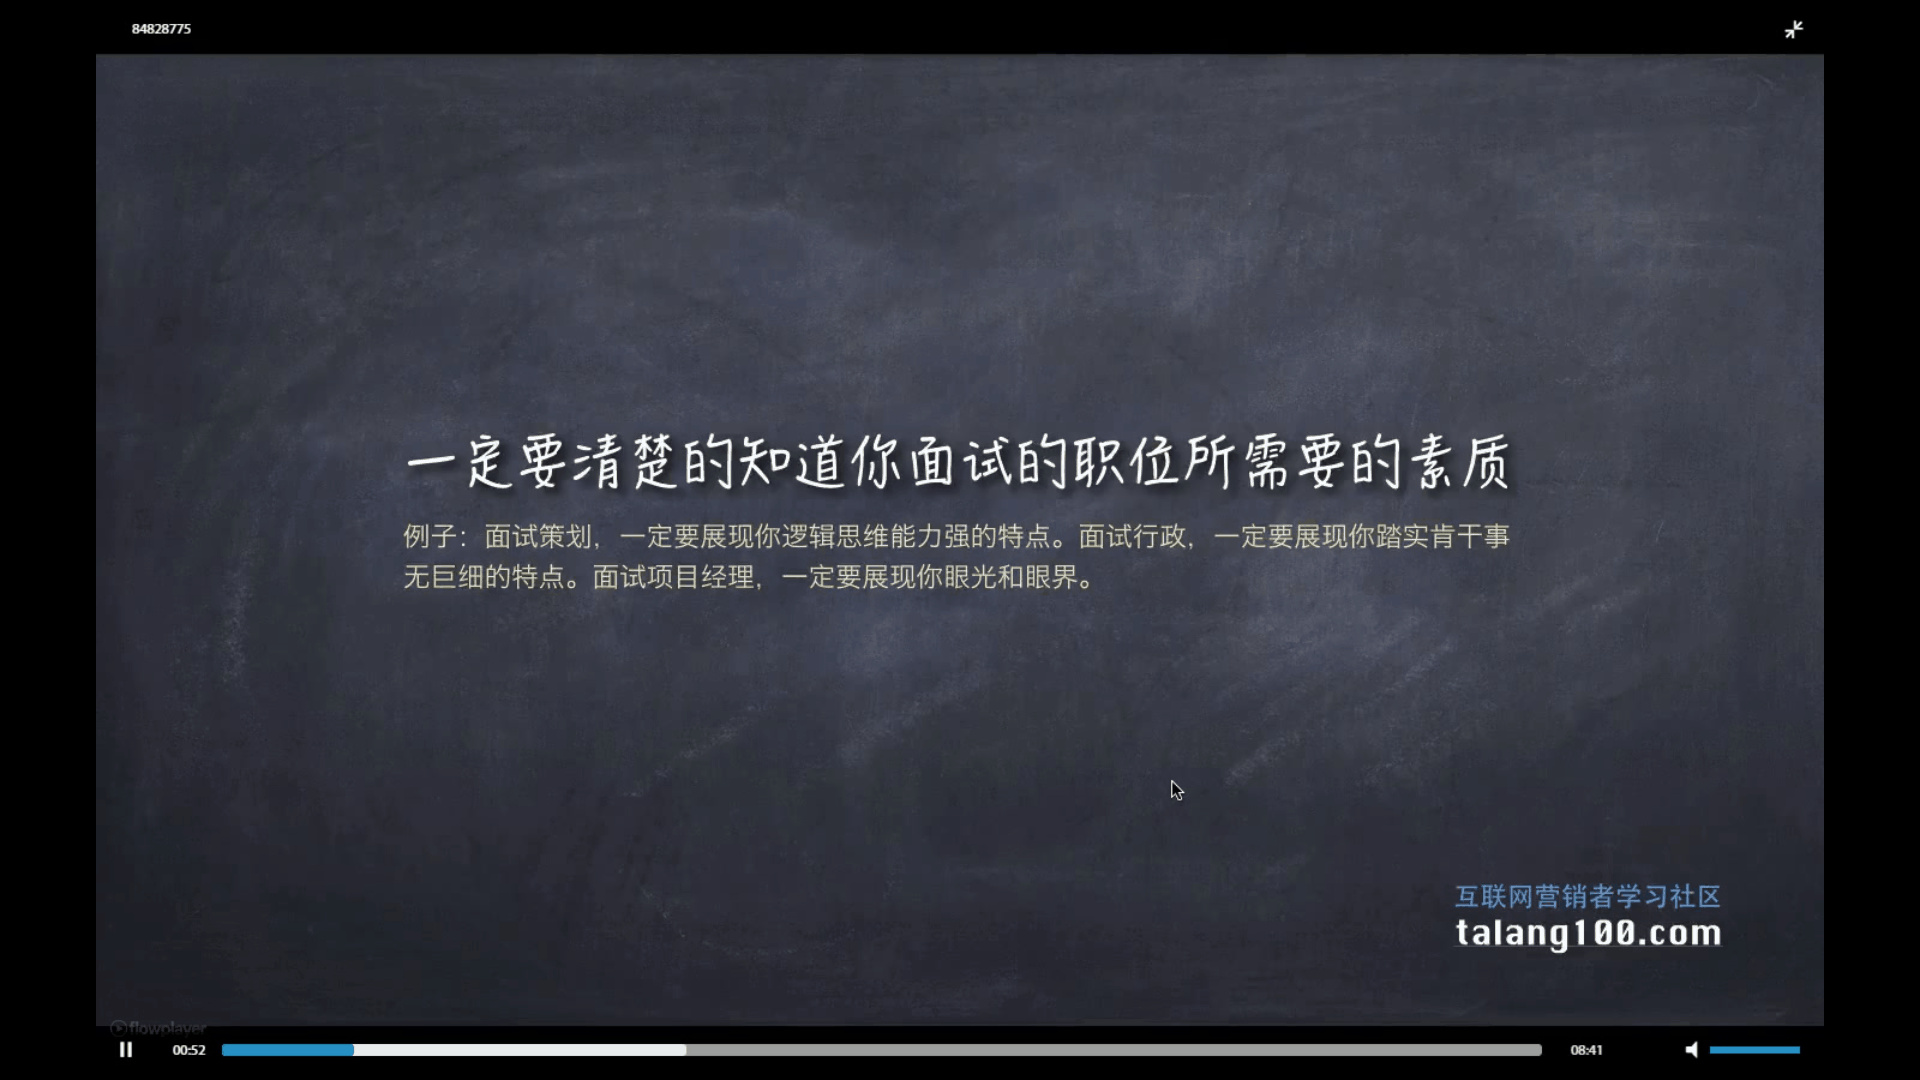 84828775
一定要清楚的知道你面试的职位所需要的素质
例子：面试策划，一定要展现你逻辑思维能力强的特点。面试行政，一定要展现你踏实肯干事
无巨细的特点。面试项目经理，一定要展现你眼光和眼界。
互联网营销者学习社区
talang100.com
flowplayer
00:52
08:41